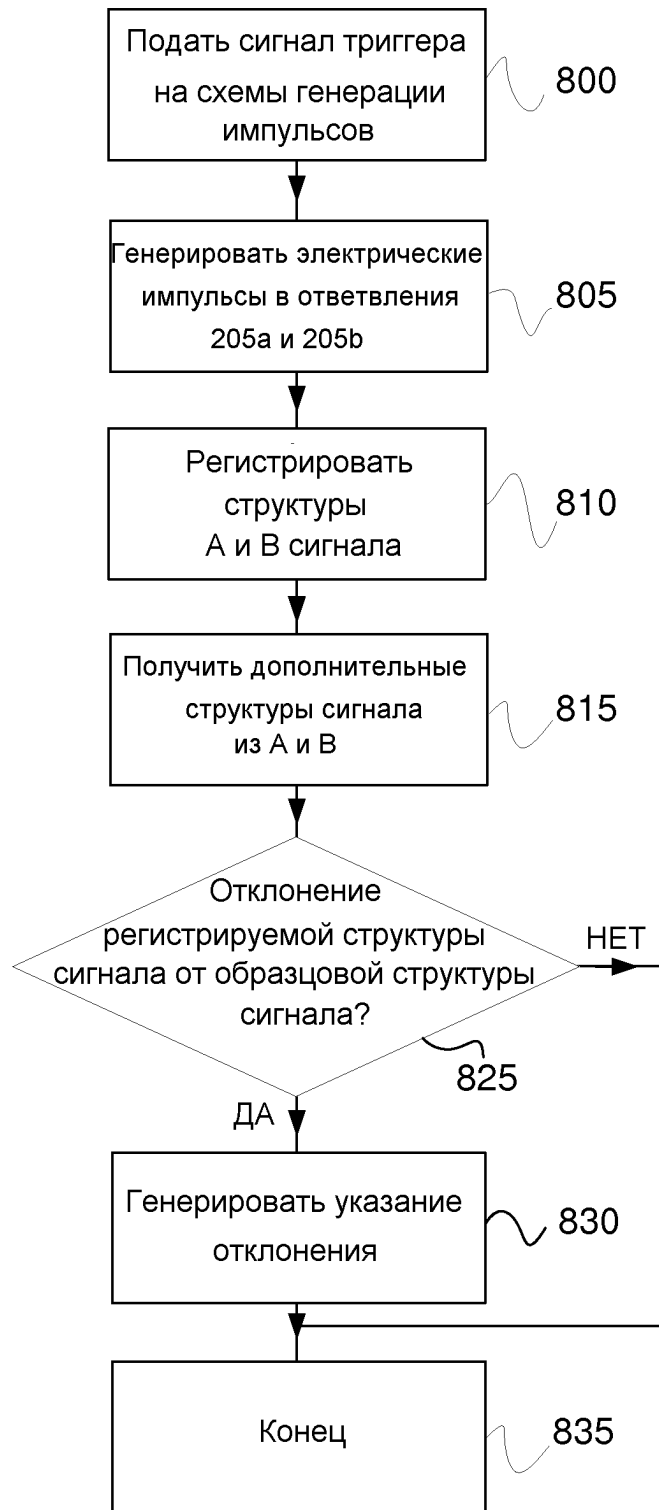 Подать сигнал триггера
на схемы генерации
импульсов
800
Генерировать электрические
импульсы в ответвления
205a и 205b
805
Регистрировать
структуры
А и В сигнала
810
Получить дополнительные
структуры сигнала
из А и В
815
Отклонение
регистрируемой структуры
сигнала от образцовой структуры
сигнала?
НЕТ
825
ДА
Генерировать указание
отклонения
830
Конец
835